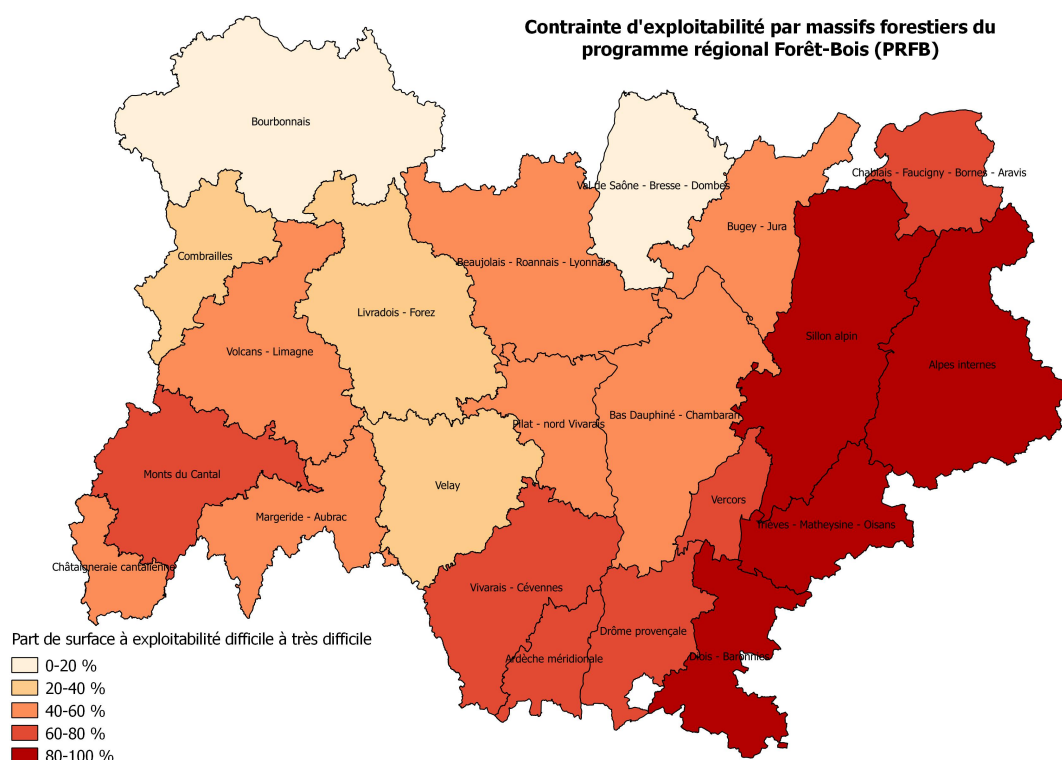 Contrainte d'exploitabilité par massifs forestiers du
programme régional Forêt-Bois (PRFB)
Bourbonnais
Val de Saône - Bresse - Dombes
Chablais - Faucigny - Bornes - Aravis
Bugey - Jura
Combrailles
Beaujolais - Roannais - Lyonnais
Livradois - Forez
Sillon alpin
Volcans - Limagne
Alpes internes
Bas Dauphiné - Chambaran
Pilat - nord Vivarais
Monts du Cantal
Velay
Vercors
Margeride - Aubrac
Trièves - Matheysine - Oisans
Châtaigneraie cantalienne
Vivarais - Cévennes
Drôme provençale
Ardèche méridionale
Diois - Baronnies
Part de surface à exploitabilité difficile à très difficile
0-20 %
20-40 %
40-60 %
60-80 %
80-100 %